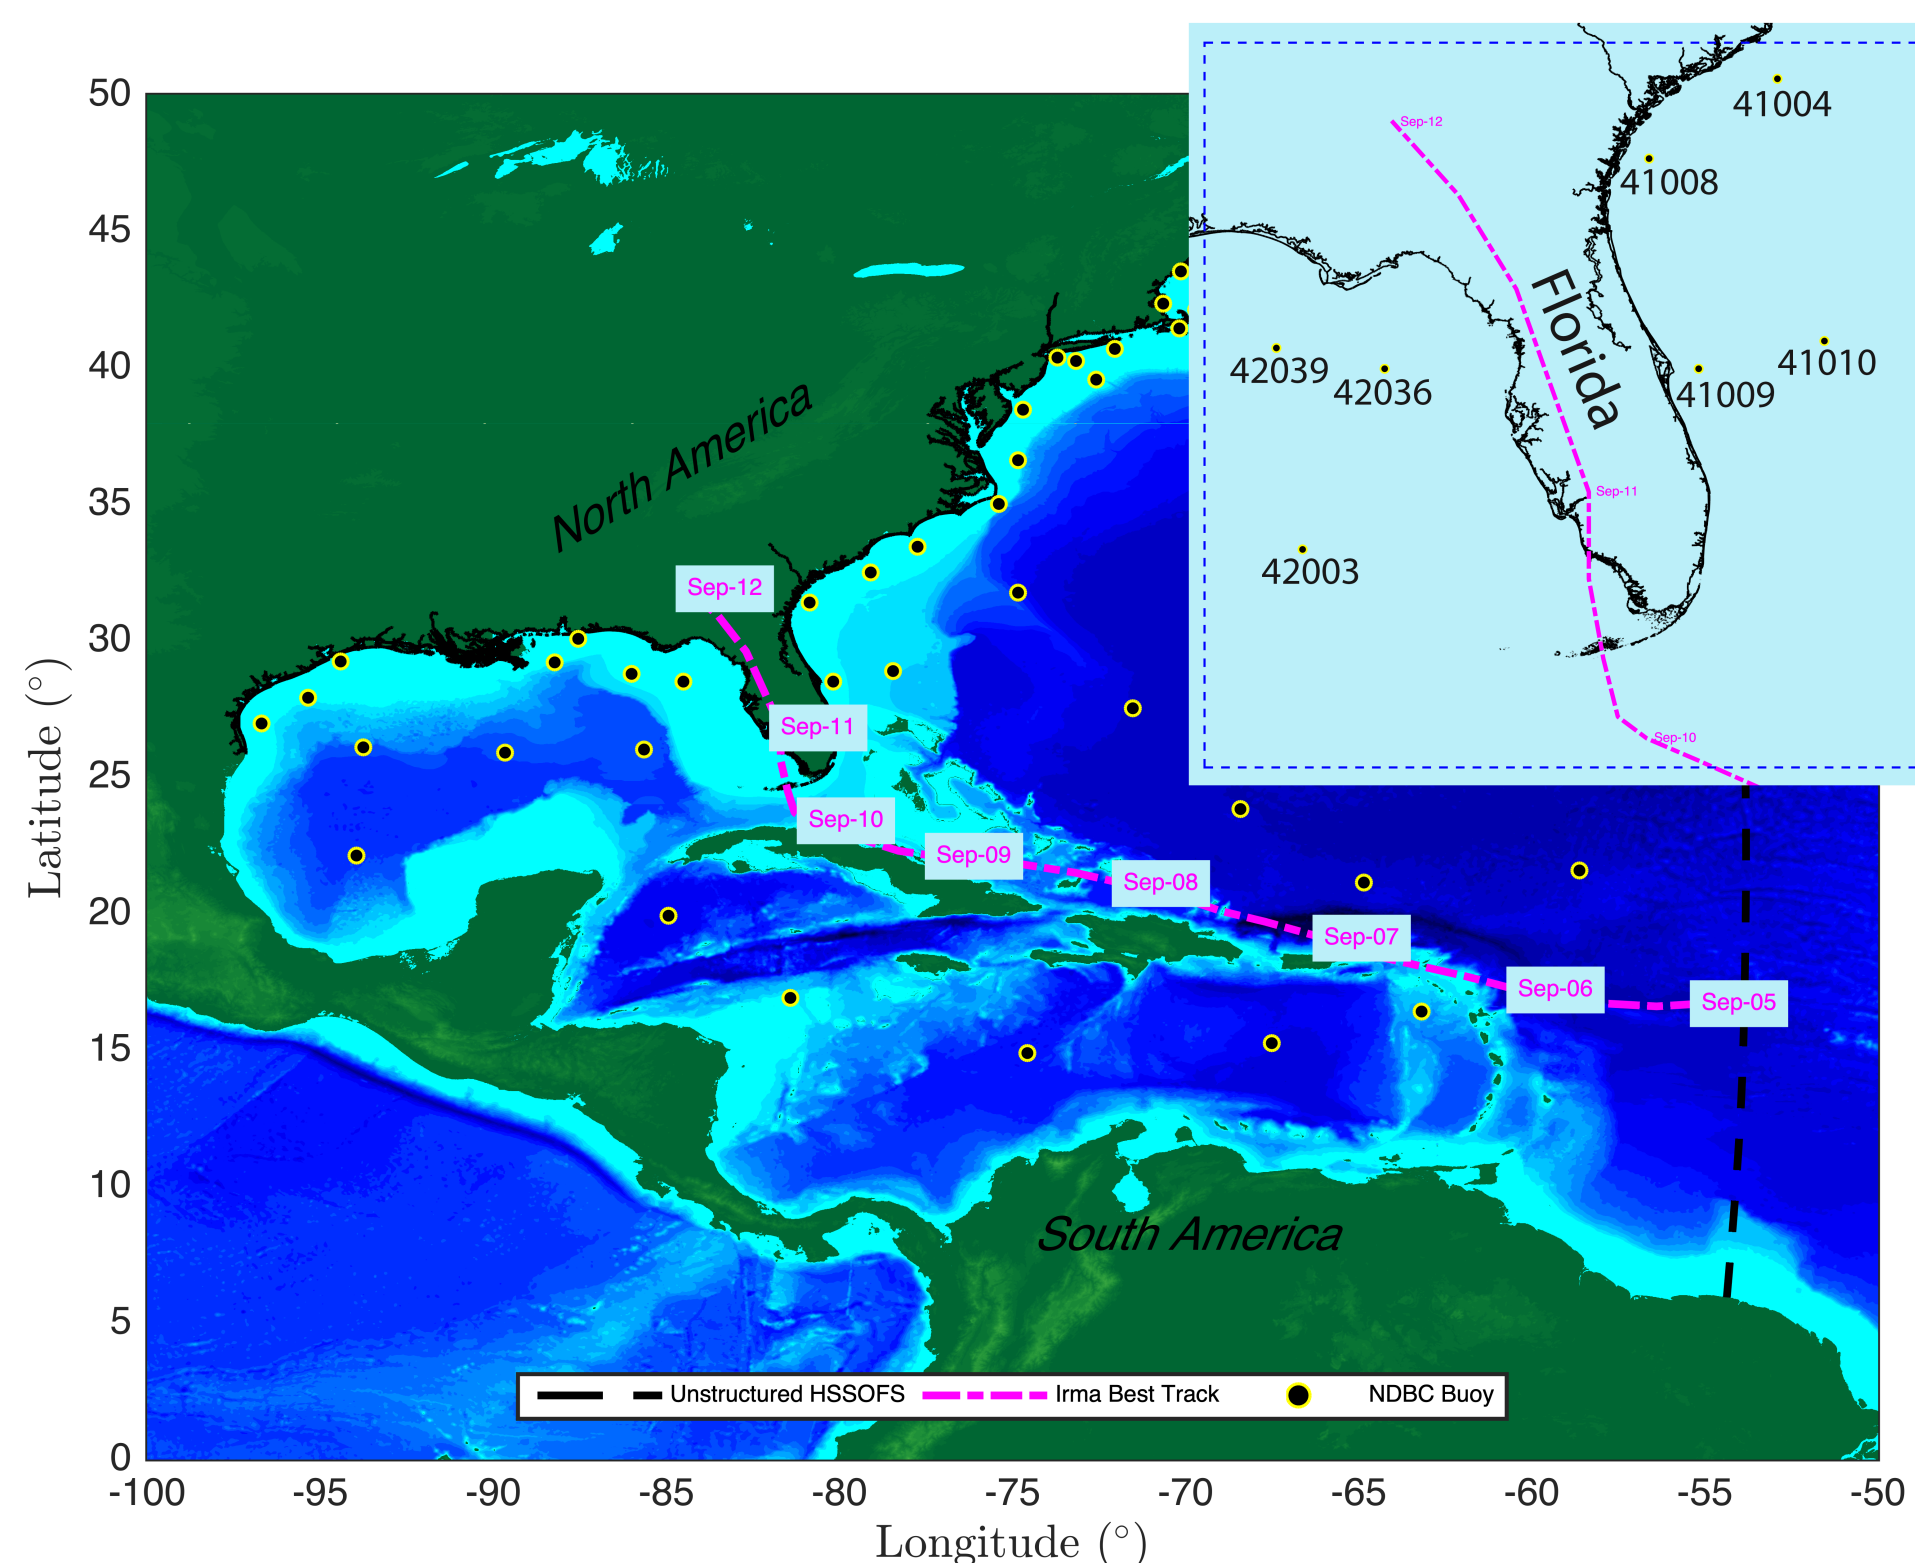 50
45
40
35
30
25
20
15
10
5
0
Latitude (°)
-100
-95
-90
-85
-80
-75
-70
-65
-60
-55
-50
Longitude (°)
North America
South America
Sep-12
Sep-11
Sep-10
Sep-09
Sep-08
Sep-07
Sep-06
Sep-05
Unstructured HSSOFS
Irma Best Track
NDBC Buoy
41004
Sep-12
41008
Florida
42039
42036
41009
41010
Sep-11
42003
Sep-10